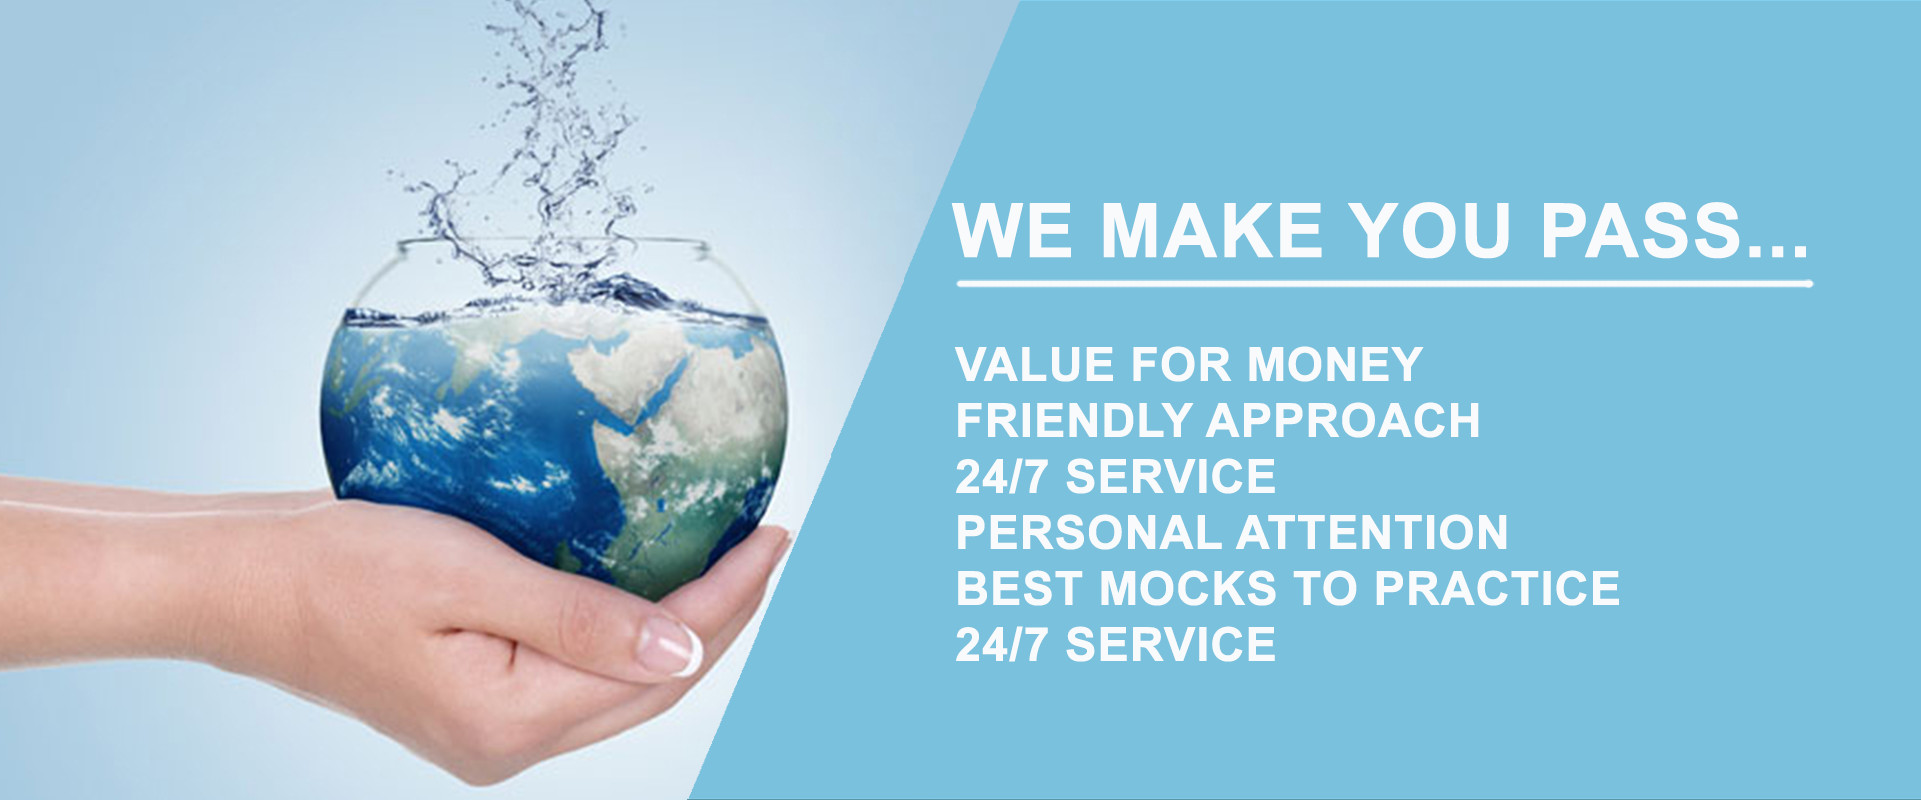 WE MAKE YOU PASS...
VALUE FOR MONEY
FRIENDLY APPROACH
24/7 SERVICE
PERSONAL ATTENTION
BEST MOCKS TO PRACTICE
24/7 SERVICE